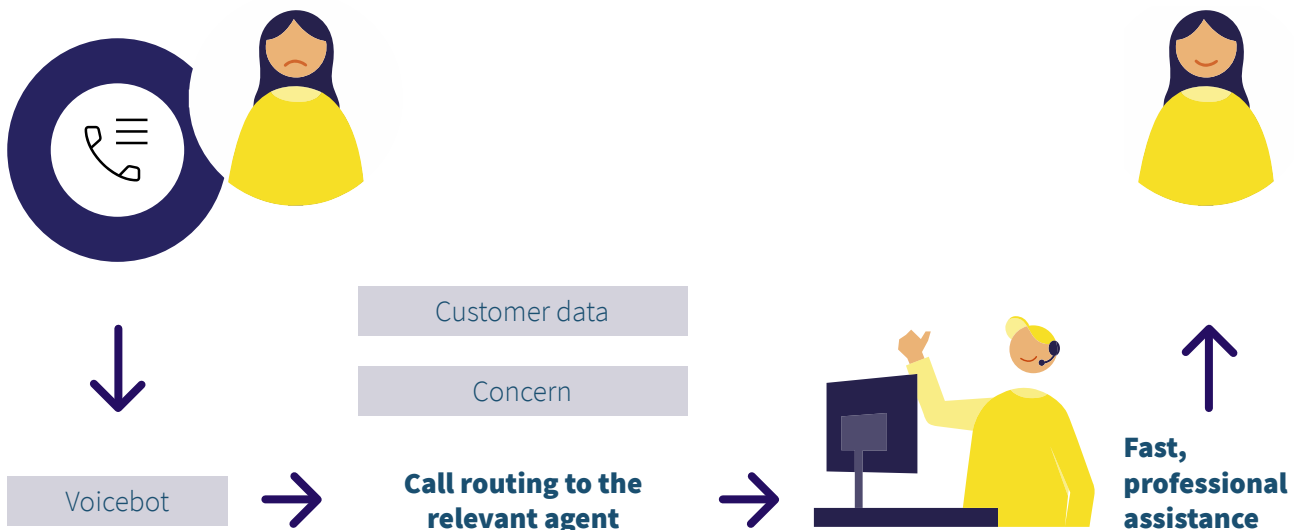 Customer data
Concern
Voicebot
Call routing to the
relevant agent
Fast,
professional
assistance